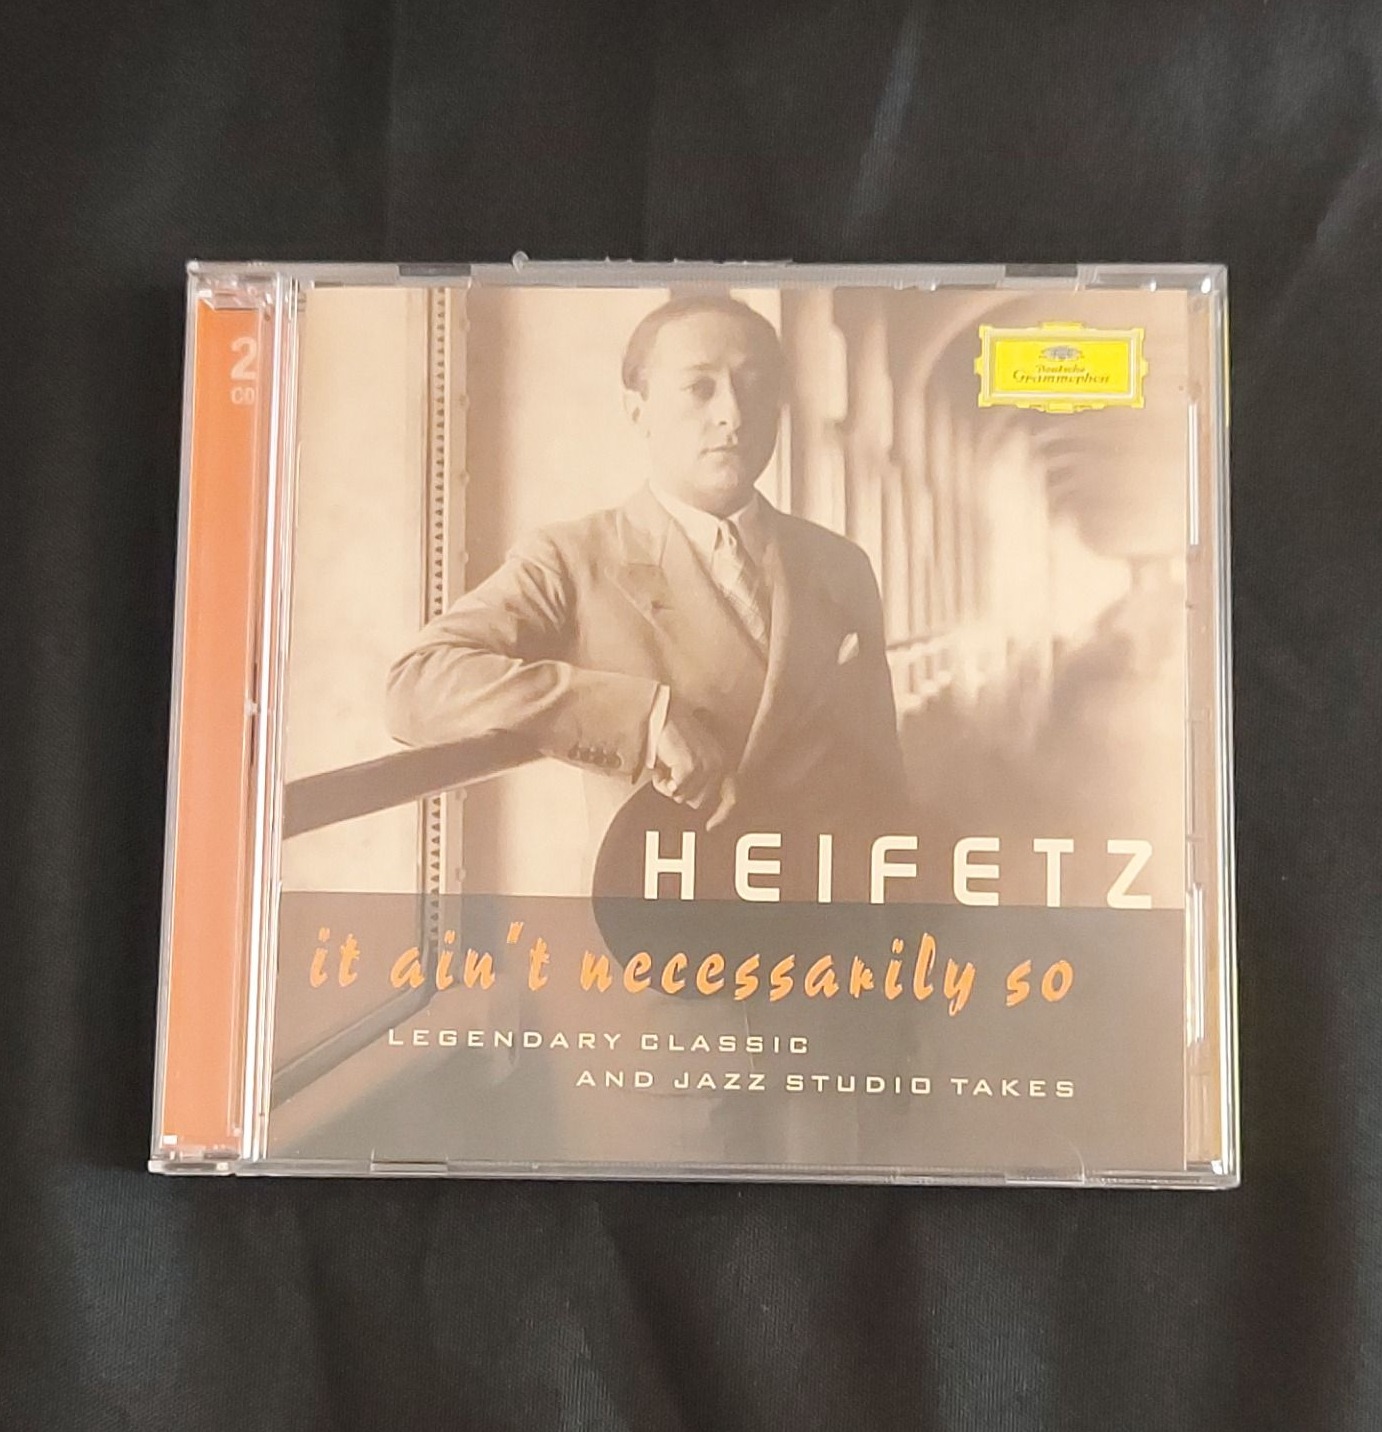 2
CD
Deutsche
Grammophon
HEIFETZ
it ain't necessarily so
LEGENDARY CLASSIC
AND JAZZ STUDIO TAKES